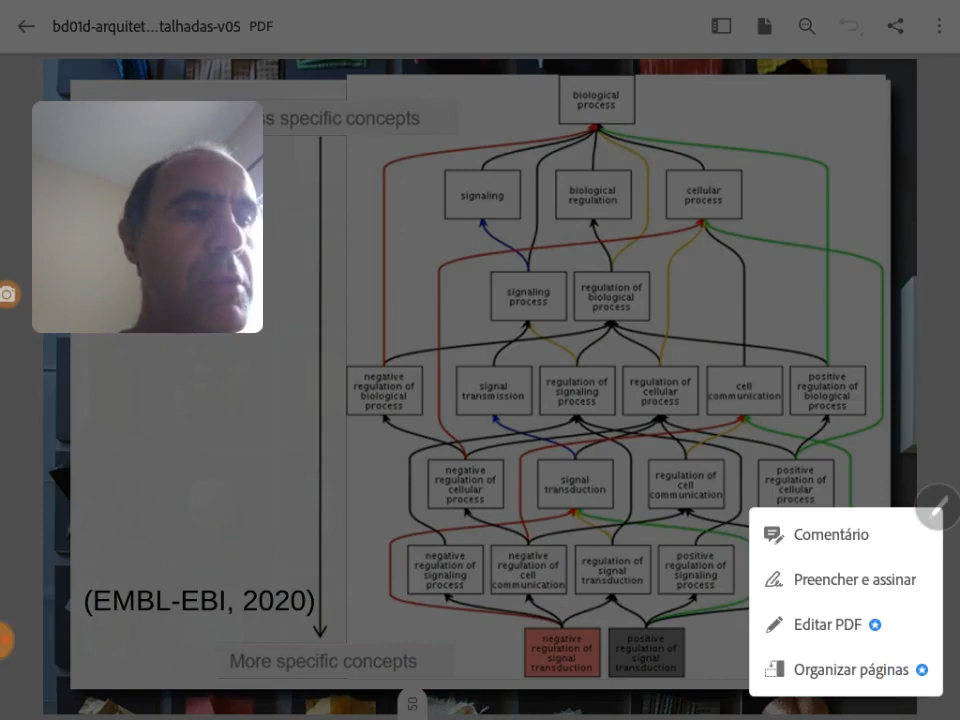 bd01d-arquitet...talhadas-v05 PDF
ss specific concepts
biological
process
signaling
biological
regulation
cellular
process
signaling
process
regulation of
biological
process
negative
regulation of
biological
process
signal
transmission
regulation of
signaling
process
regulation of
cellular
process
cell
communication
positive
regulation of
biological
process
negative
regulation of
cellular
process
signal
transduction
regulation of
cell
communication
positive
regulation of
cellular
process
negative
regulation of
signaling
process
negative
regulation of
cell
communication
regulation of
signal
transduction
positive
regulation of
signaling
process
negative
regulation of
signal
transduction
positive
regulation of
signal
transduction
(EMBL-EBI, 2020)
More specific concepts
50
Comentário
Preencher e assinar
Editar PDF
Organizar páginas